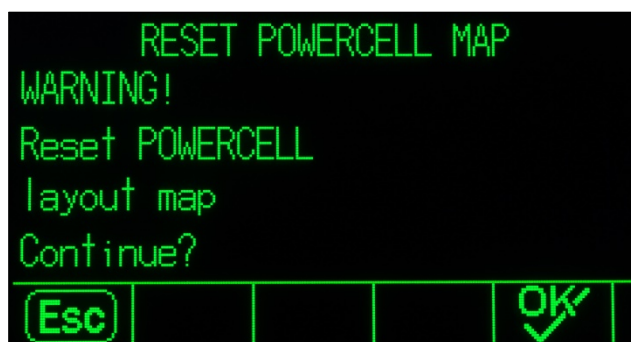 RESET POWERCELL MAP
WARNING!
Reset POWERCELL
layout map
Continue?
Esc
OK